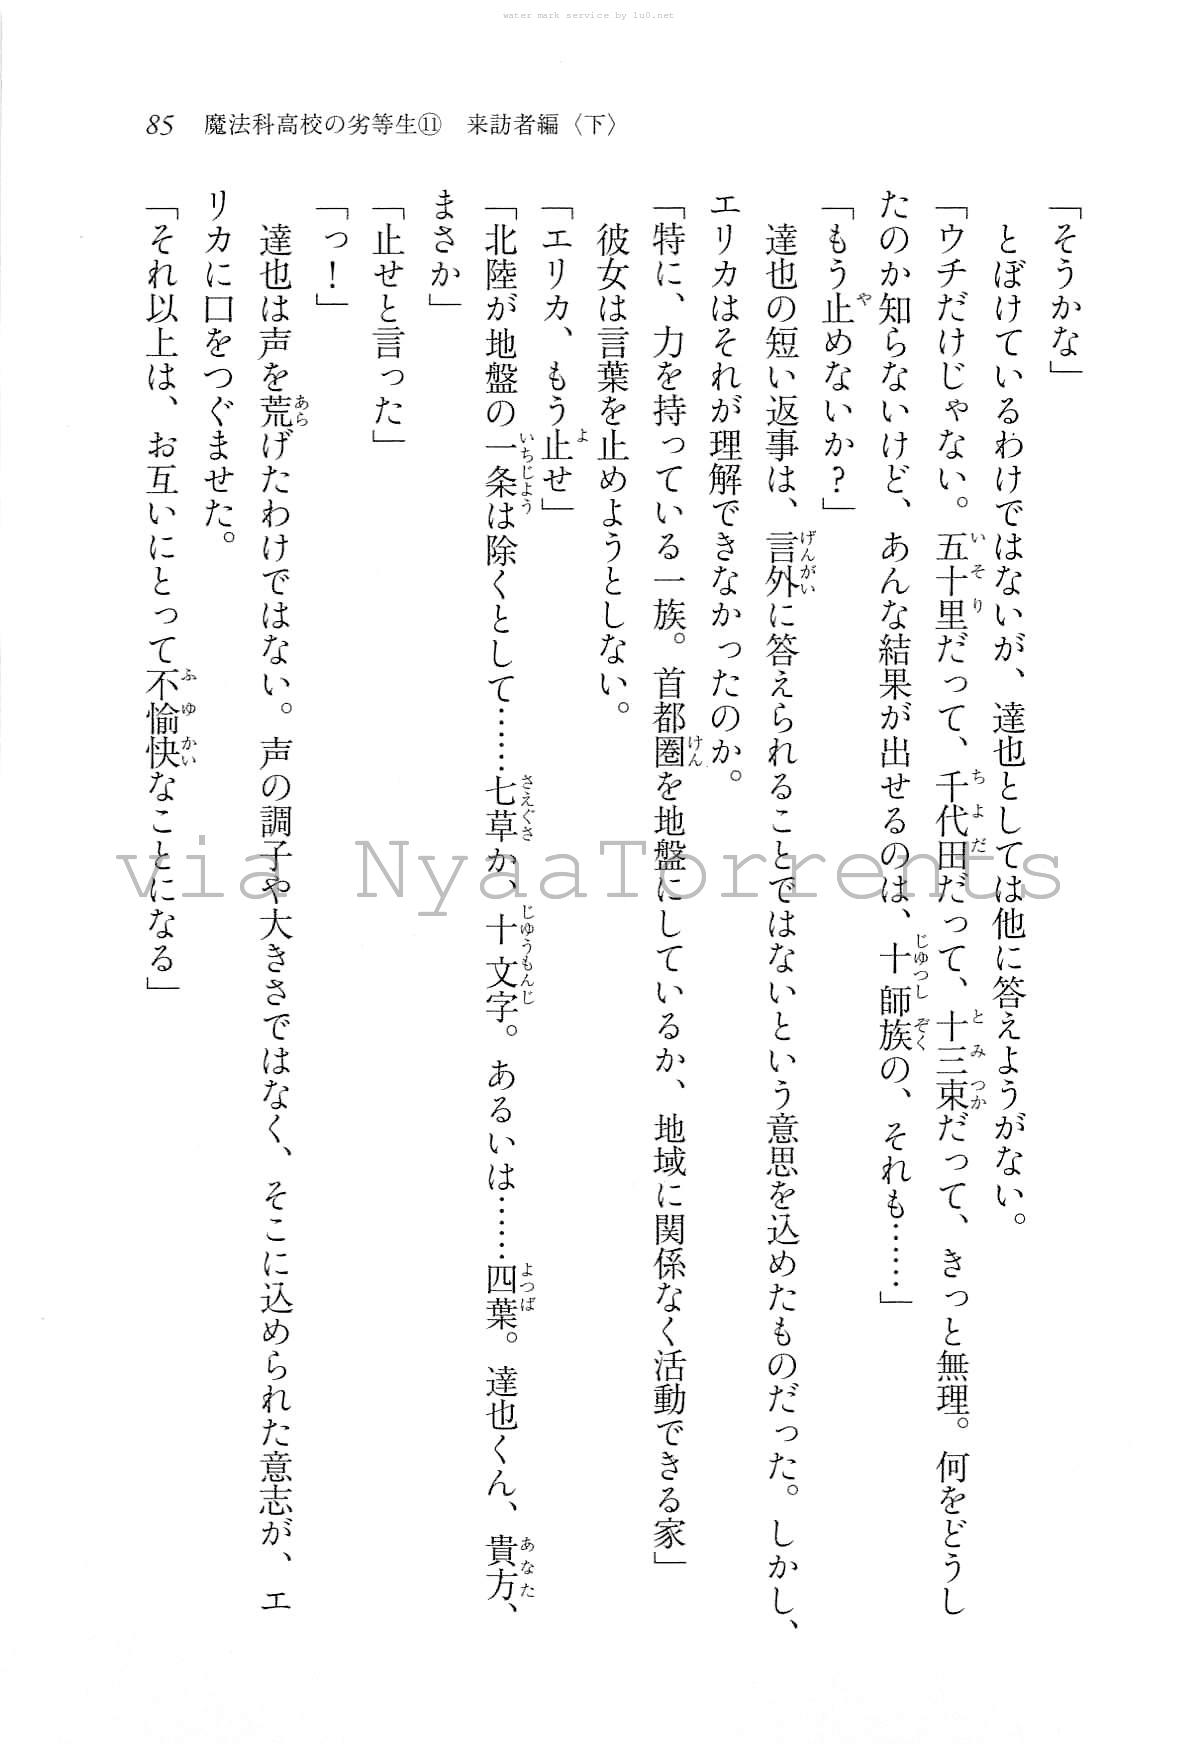 water mark service by lu0.net
85 魔法科高校の劣等生⑪ 来訪者編〈下〉
「そうかな」
とぼけているわけではないが、達也としては他に答えようがない。
「ウチだけじゃない。五十里だって、千代田だって、十三束だって、きっと無理。何をどうし
たのか知らないけど、あんな結果が出せるのは、十師族の、それも……」
「もう止めないか?」
達也の短い返事は、言外に答えられることではないという意思を込めたものだった。しかし、
エリカはそれが理解できなかったのか。
「特に、力を持っている一族。首都圏を地盤にしているか、地域に関係なく活動できる家」
彼女は言葉を止めようとしない。
「エリカ、もう止せ」
「北陸が地盤の一条は除くとして……七草か、十文字。あるいは……四葉。達也くん、貴方、
まさか」
「止せと言った」
「っ!」
達也は声を荒げたわけではない。声の調子や大きさではなく、そこに込められた意志が、エ
リカに口をつぐませた。
「それ以上は、お互いにとって不愉快なことになる」
via NyaaTorrents